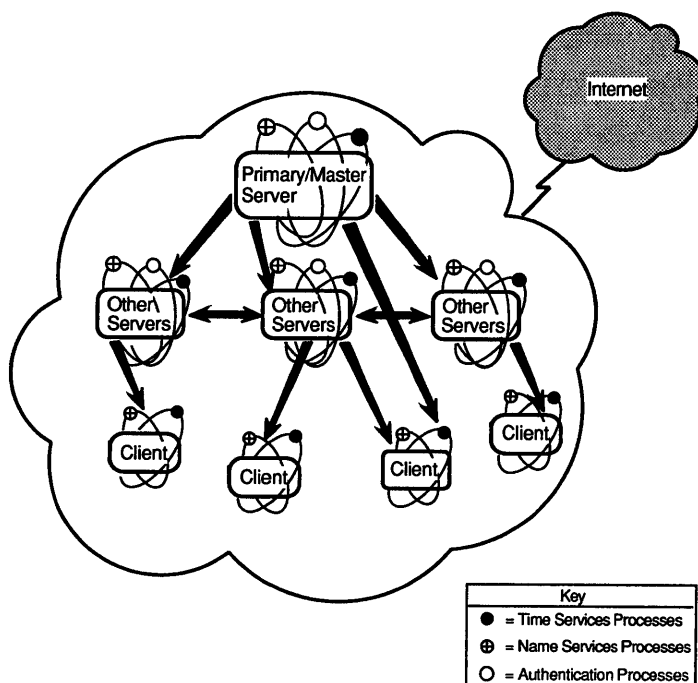 Internet
Primary/Master
Server
Other
Servers
Other
Servers
Other
Servers
Client
Client
Client
Client
Key
= Time Services Processes
= Name Services Processes
= Authentication Processes